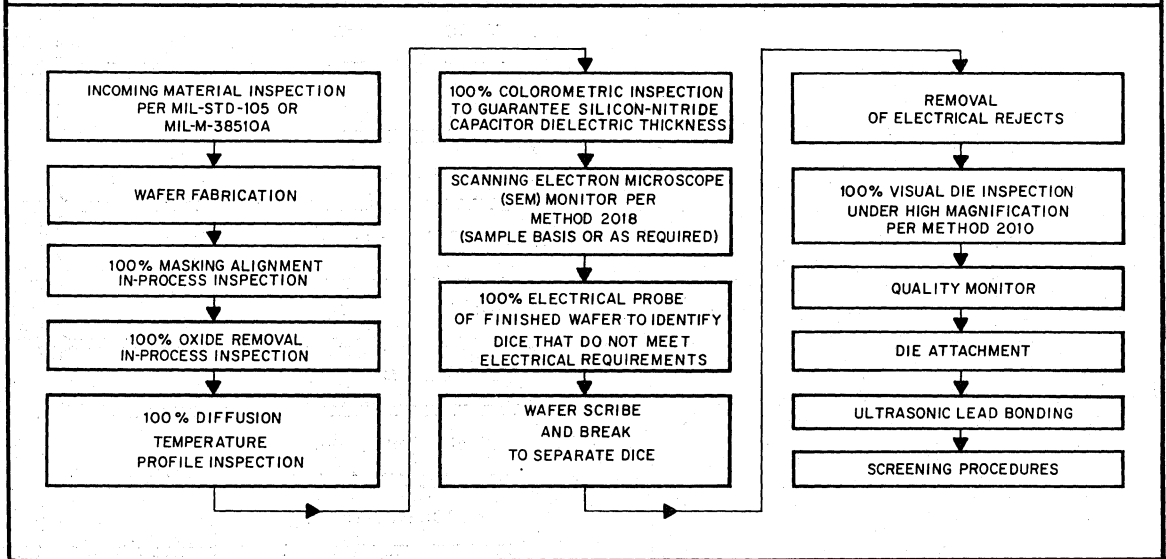 INCOMING MATERIAL INSPECTION
PER MIL-STD-105 OR
MIL-M-38510A
WAFER FABRICATION
100% MASKING ALIGNMENT
IN-PROCESS INSPECTION
100% OXIDE REMOVAL
IN-PROCESS INSPECTION
100% DIFFUSION
TEMPERATURE
PROFILE INSPECTION
100% COLOROMETRIC INSPECTION
TO GUARANTEE SILICON-NITRIDE
CAPACITOR DIELECTRIC THICKNESS
SCANNING ELECTRON MICROSCOPE
(SEM) MONITOR PER
METHOD 2018
(SAMPLE BASIS OR AS REQUIRED)
100% ELECTRICAL PROBE
OF FINISHED WAFER TO IDENTIFY
DICE THAT DO NOT MEET
ELECTRICAL REQUIREMENTS
WAFER SCRIBE
AND BREAK
TO SEPARATE DICE
REMOVAL
OF ELECTRICAL REJECTS
100% VISUAL DIE INSPECTION
UNDER HIGH MAGNIFICATION
PER METHOD 2010
QUALITY MONITOR
DIE ATTACHMENT
ULTRASONIC LEAD BONDING
SCREENING PROCEDURES